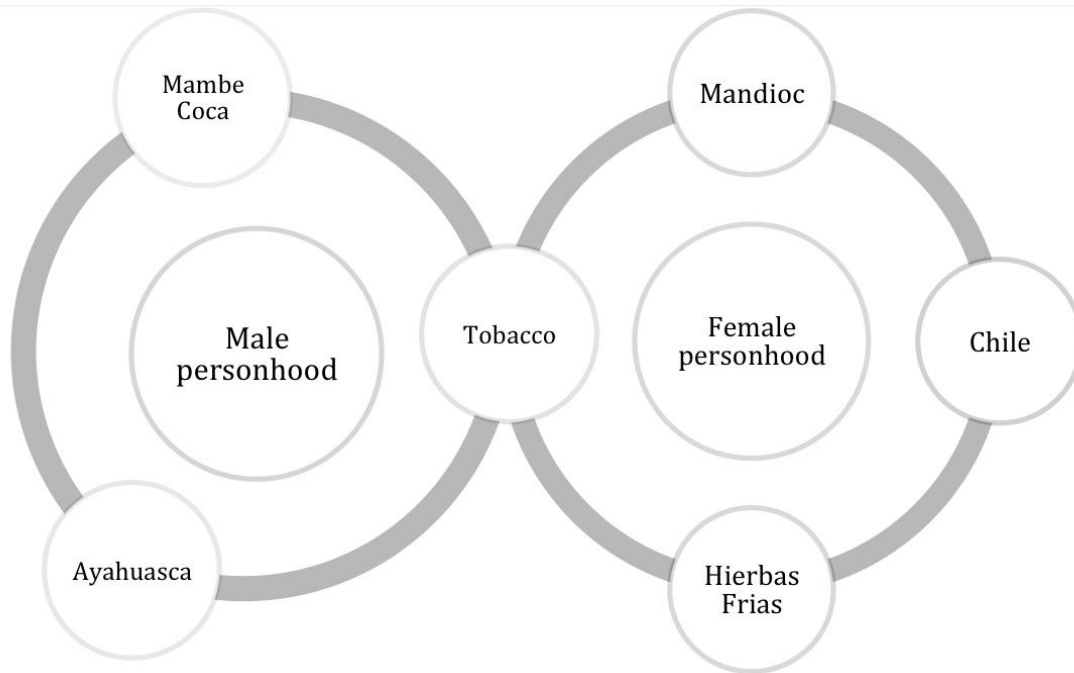 Mambe
Coca
Mandioc
Male
personhood
Tobacco
Female
personhood
Chile
Ayahuasca
Hierbas
Frias